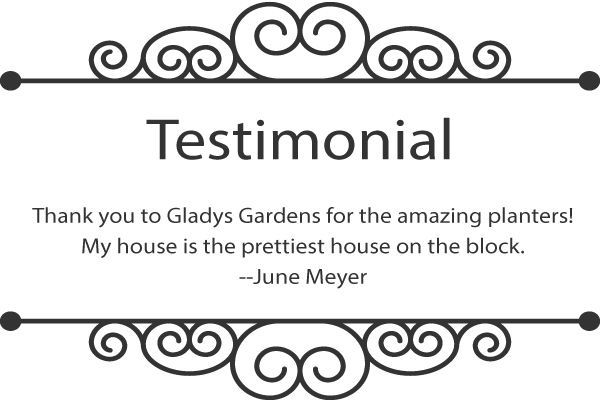 Testimonial
Thank you to Gladys Gardens for the amazing planters!
My house is the prettiest house on the block.
--June Meyer